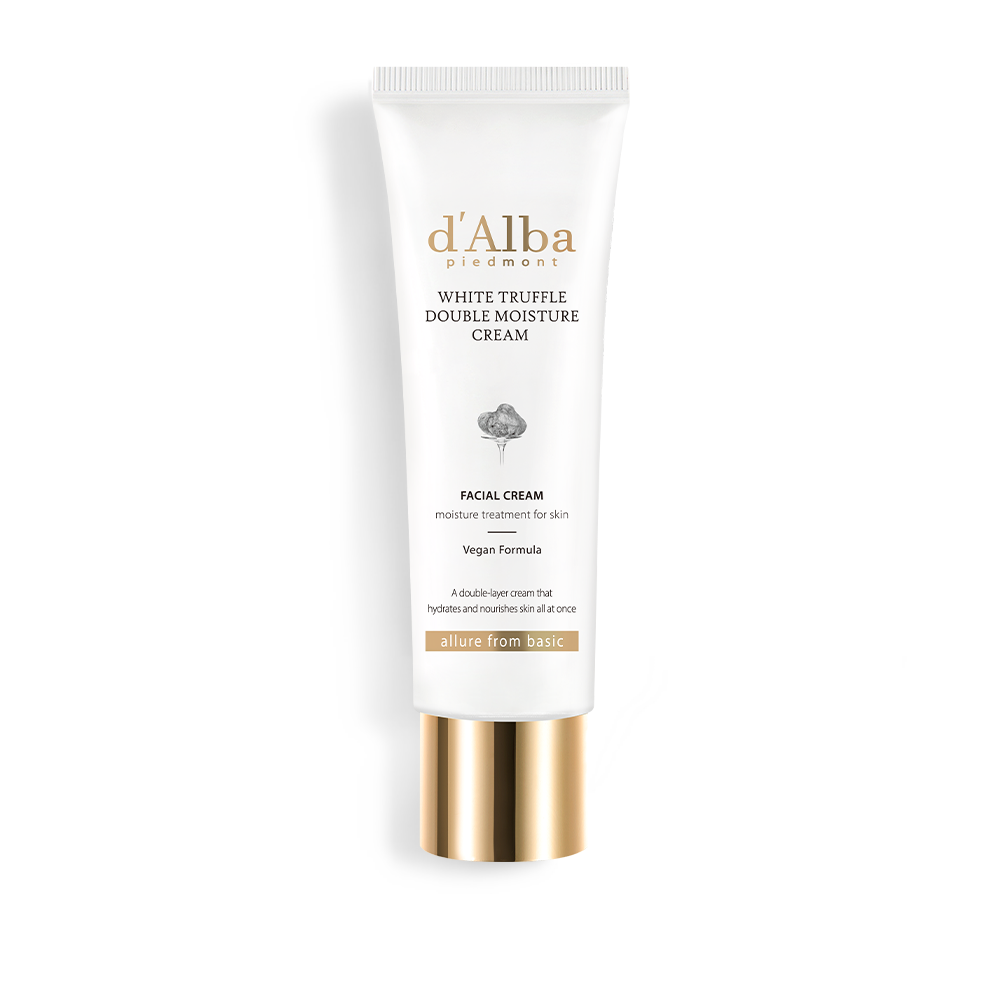 d'Alba
piedmont
WHITE TRUFFLE
DOUBLE MOISTURE
CREAM
FACIAL CREAM
moisture treatment for skin
Vegan Formula
A double-layer cream that
hydrates and nourishes skin all at once
allure from basic